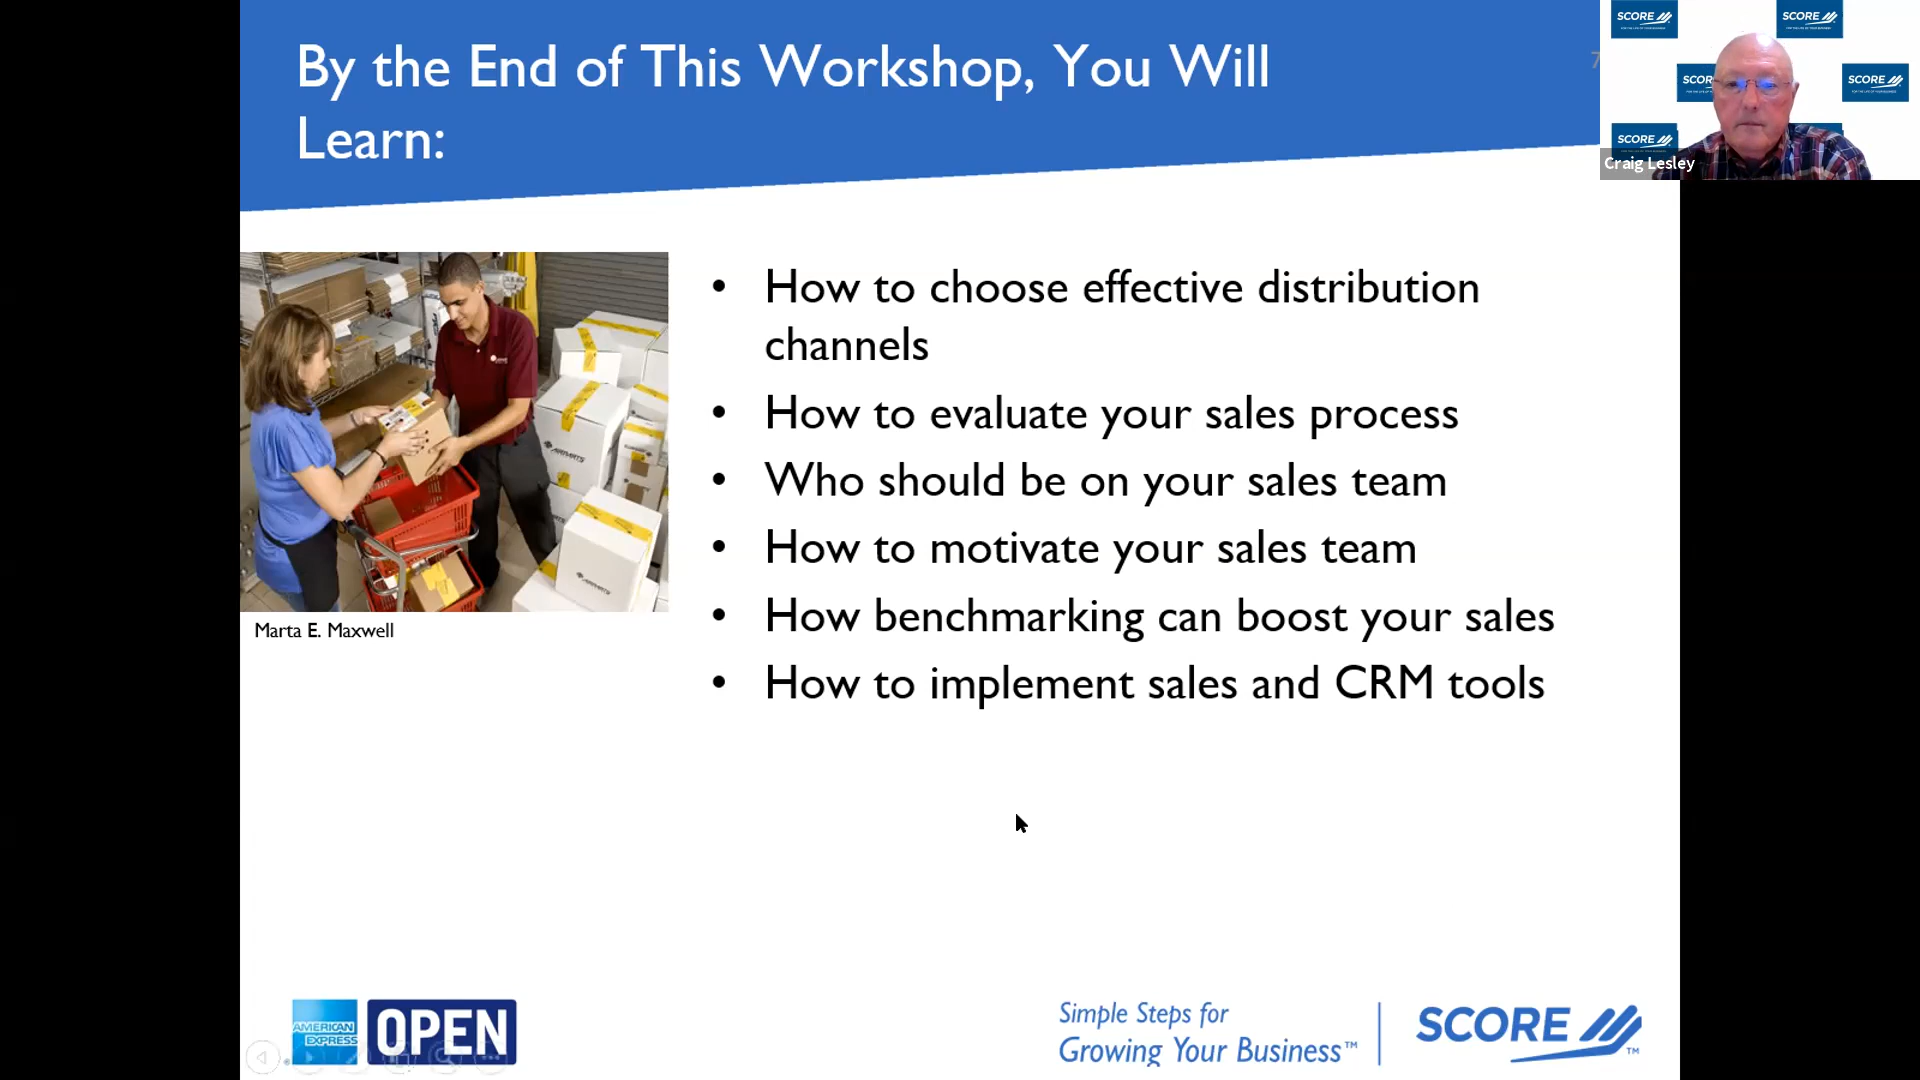 By the End of This Workshop, You Will
Learn:
7
SCORE
SCORE
SCORE
SCORE
SCORE
Craig Lesley
• How to choose effective distribution
channels
• How to evaluate your sales process
• Who should be on your sales team
• How to motivate your sales team
• How benchmarking can boost your sales
• How to implement sales and CRM tools
Marta E. Maxwell
AMERICAN
EXPRESS
OPEN
Simple Steps for
Growing Your Business™
SCORE™